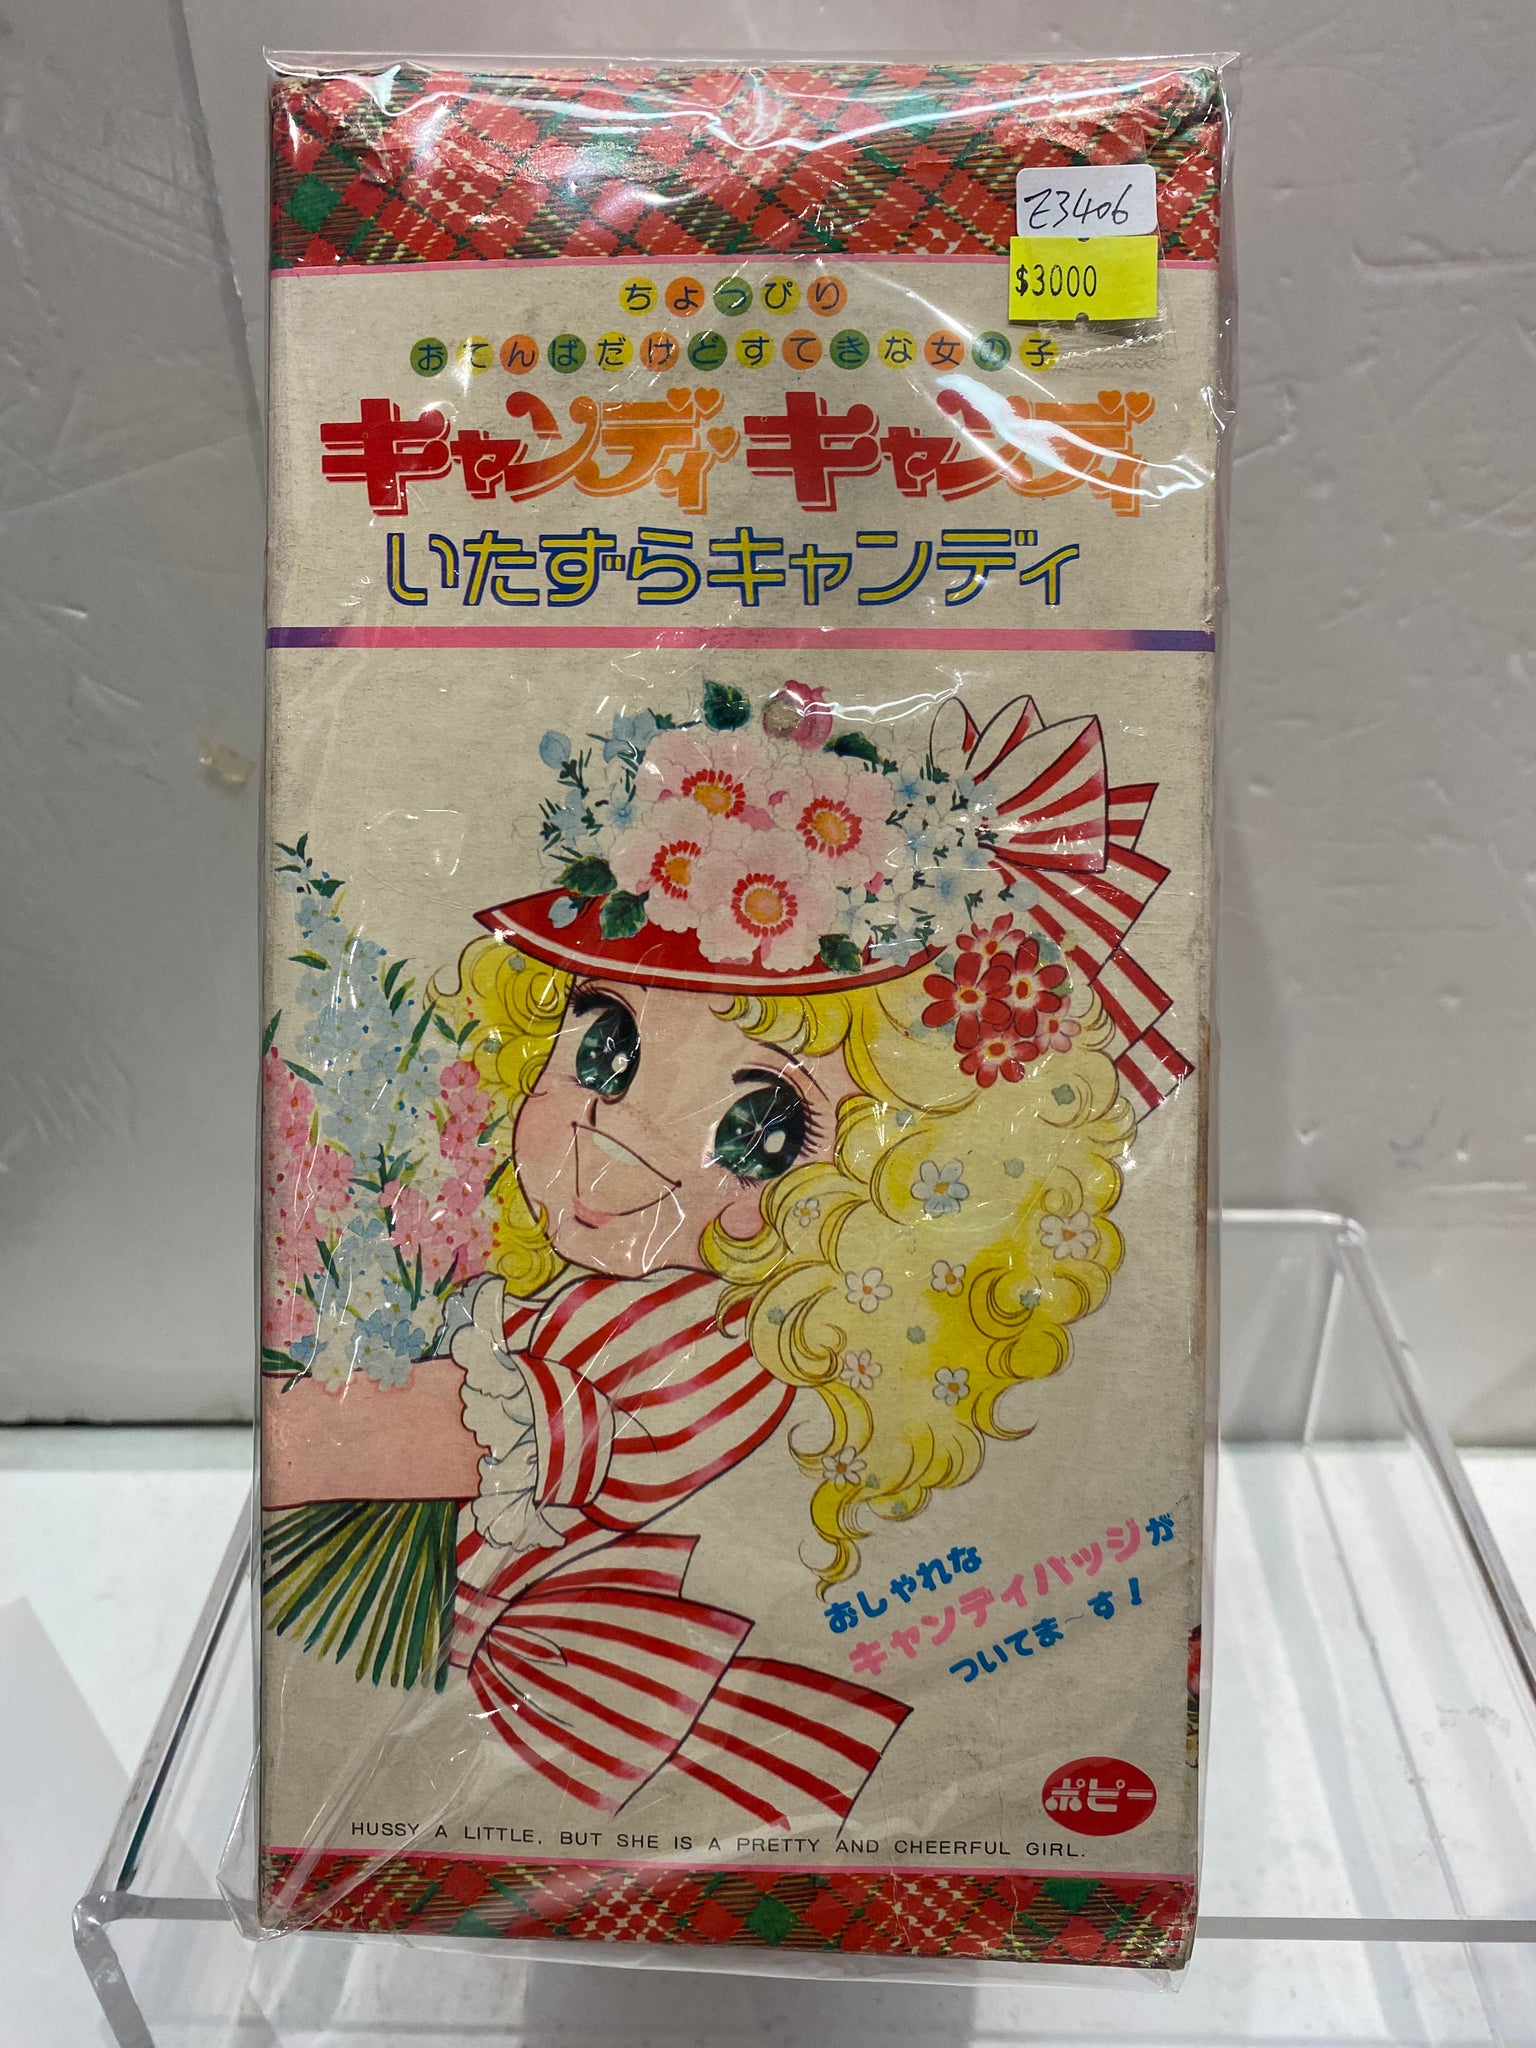 Z3406
$3000
ちょっぴり
おてんばだけどすてきな女の子
キャンディキャンディ
いたずらキャンディ
おしゃれな
キャンディバッジが
ついてま〜す!
ポピー
HUSSY A LITTLE, BUT SHE IS A PRETTY AND CHEERFUL GIRL.